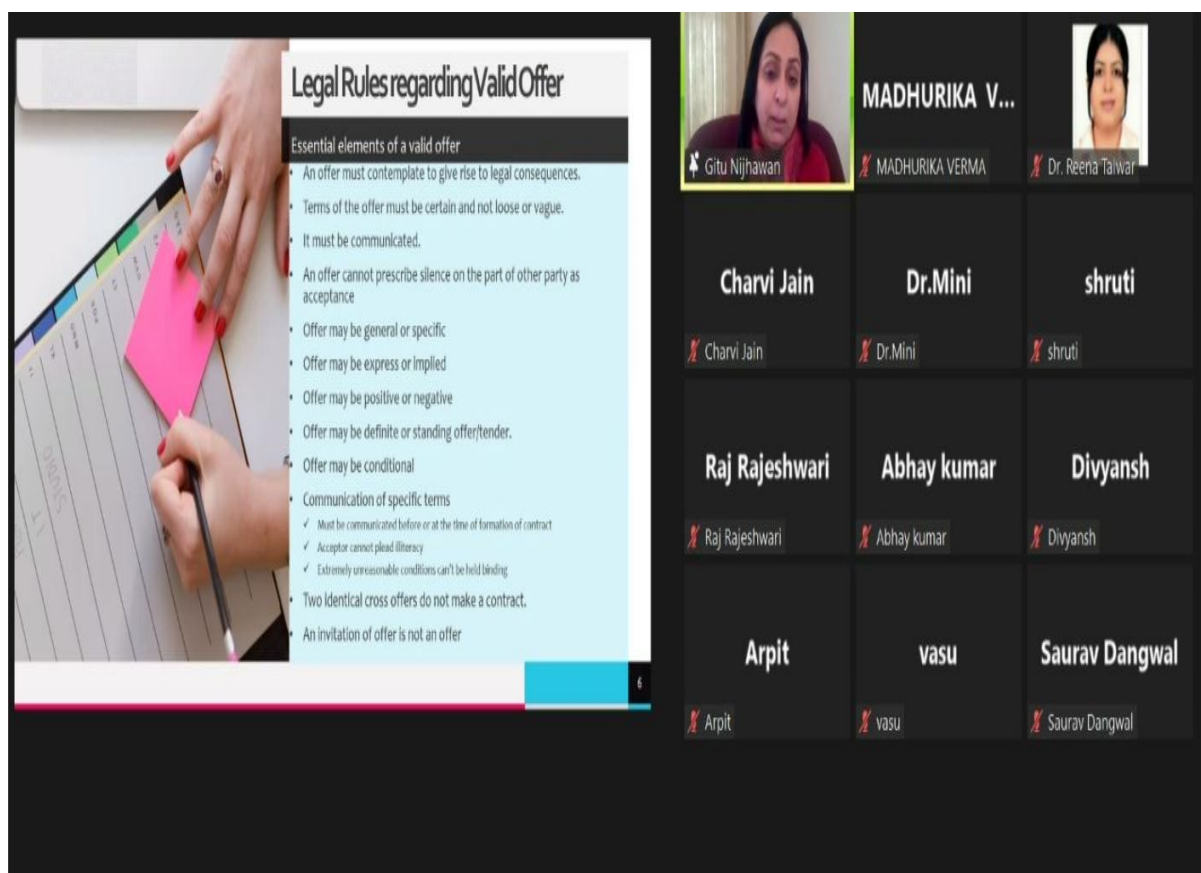 Legal Rules regarding Valid Offer
Essential elements of a valid offer
• An offer must contemplate to give rise to legal consequences.
• Terms of the offer must be certain and not loose or vague.
• It must be communicated.
• An offer cannot prescribe silence on the part of other party as
acceptance
• Offer may be general or specific
• Offer may be express or implied
• Offer may be positive or negative
• Offer may be definite or standing offer/tender.
• Offer may be conditional
• Communication of specific terms
✓ Must be communicated before or at the time of formation of contract
✓ Acceptor cannot plead illiteracy
✓ Extremely unreasonable conditions can't be held binding
• Two identical cross offers do not make a contract.
• An invitation of offer is not an offer
6
Gitu Nijhawan
MADHURIKA V...
MADHURIKA VERMA
Dr. Reena Talwar
Charvi Jain
Charvi Jain
Dr.Mini
Dr.Mini
shruti
shruti
Raj Rajeshwari
Raj Rajeshwari
Abhay kumar
Abhay kumar
Divyansh
Divyansh
Arpit
Arpit
vasu
vasu
Saurav Dangwal
Saurav Dangwal